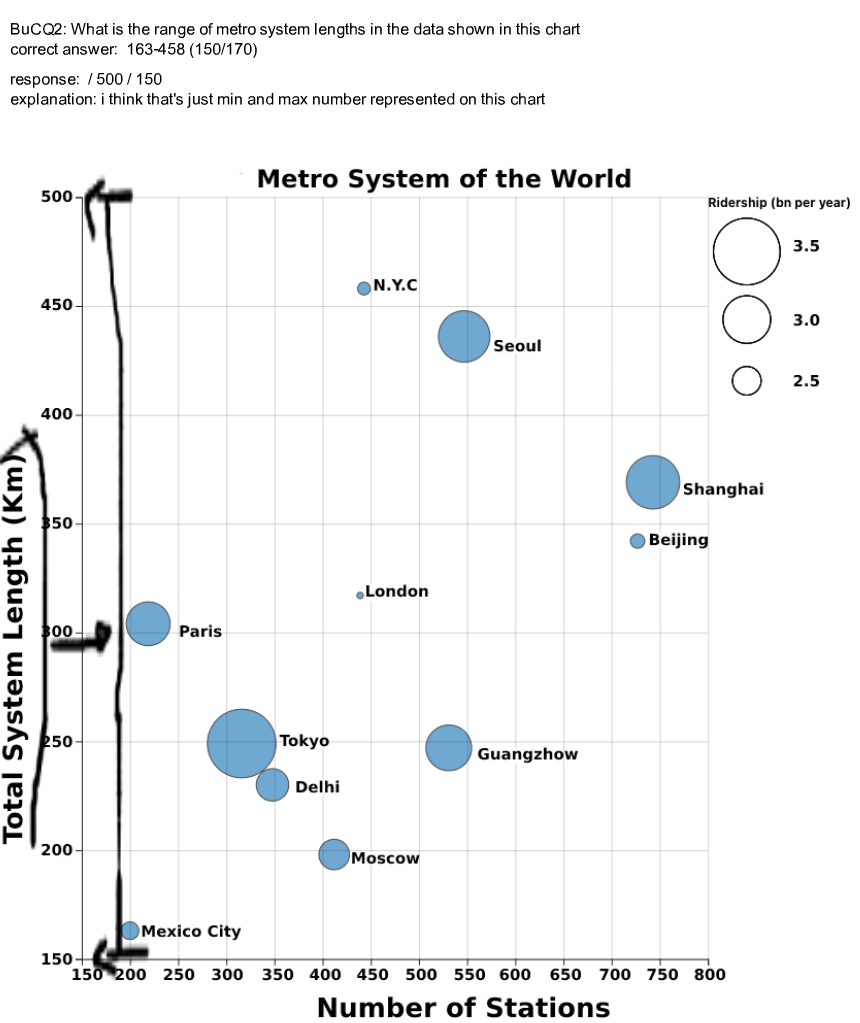 BuCQ2: What is the range of metro system lengths in the data shown in this chart
correct answer:  163-458 (150/170)
response:  / 500 / 150
explanation: i think that's just min and max number represented on this chart
Metro System of the World
Ridership (bn per year)
3.5
3.0
2.5
Total System Length (Km)
500
450
400
350
300
250
200
150
N.Y.C
Seoul
Shanghai
Beijing
London
Paris
Tokyo
Guangzhow
Delhi
Moscow
Mexico City
150 200 250 300 350 400 450 500 550 600 650 700 750 800
Number of Stations